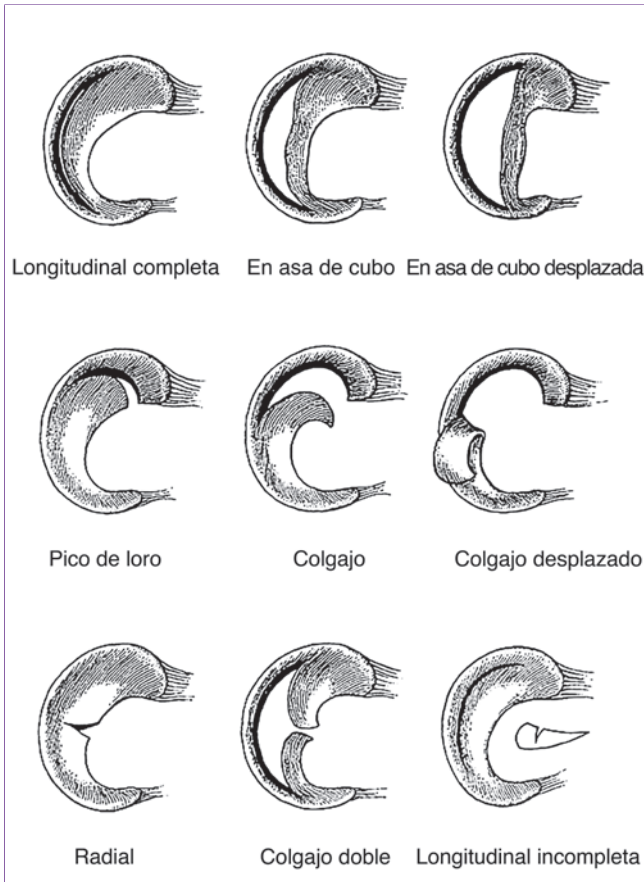 Longitudinal completa
En asa de cubo
En asa de cubo desplazada
Pico de loro
Colgajo
Colgajo desplazado
Radial
Colgajo doble
Longitudinal incompleta